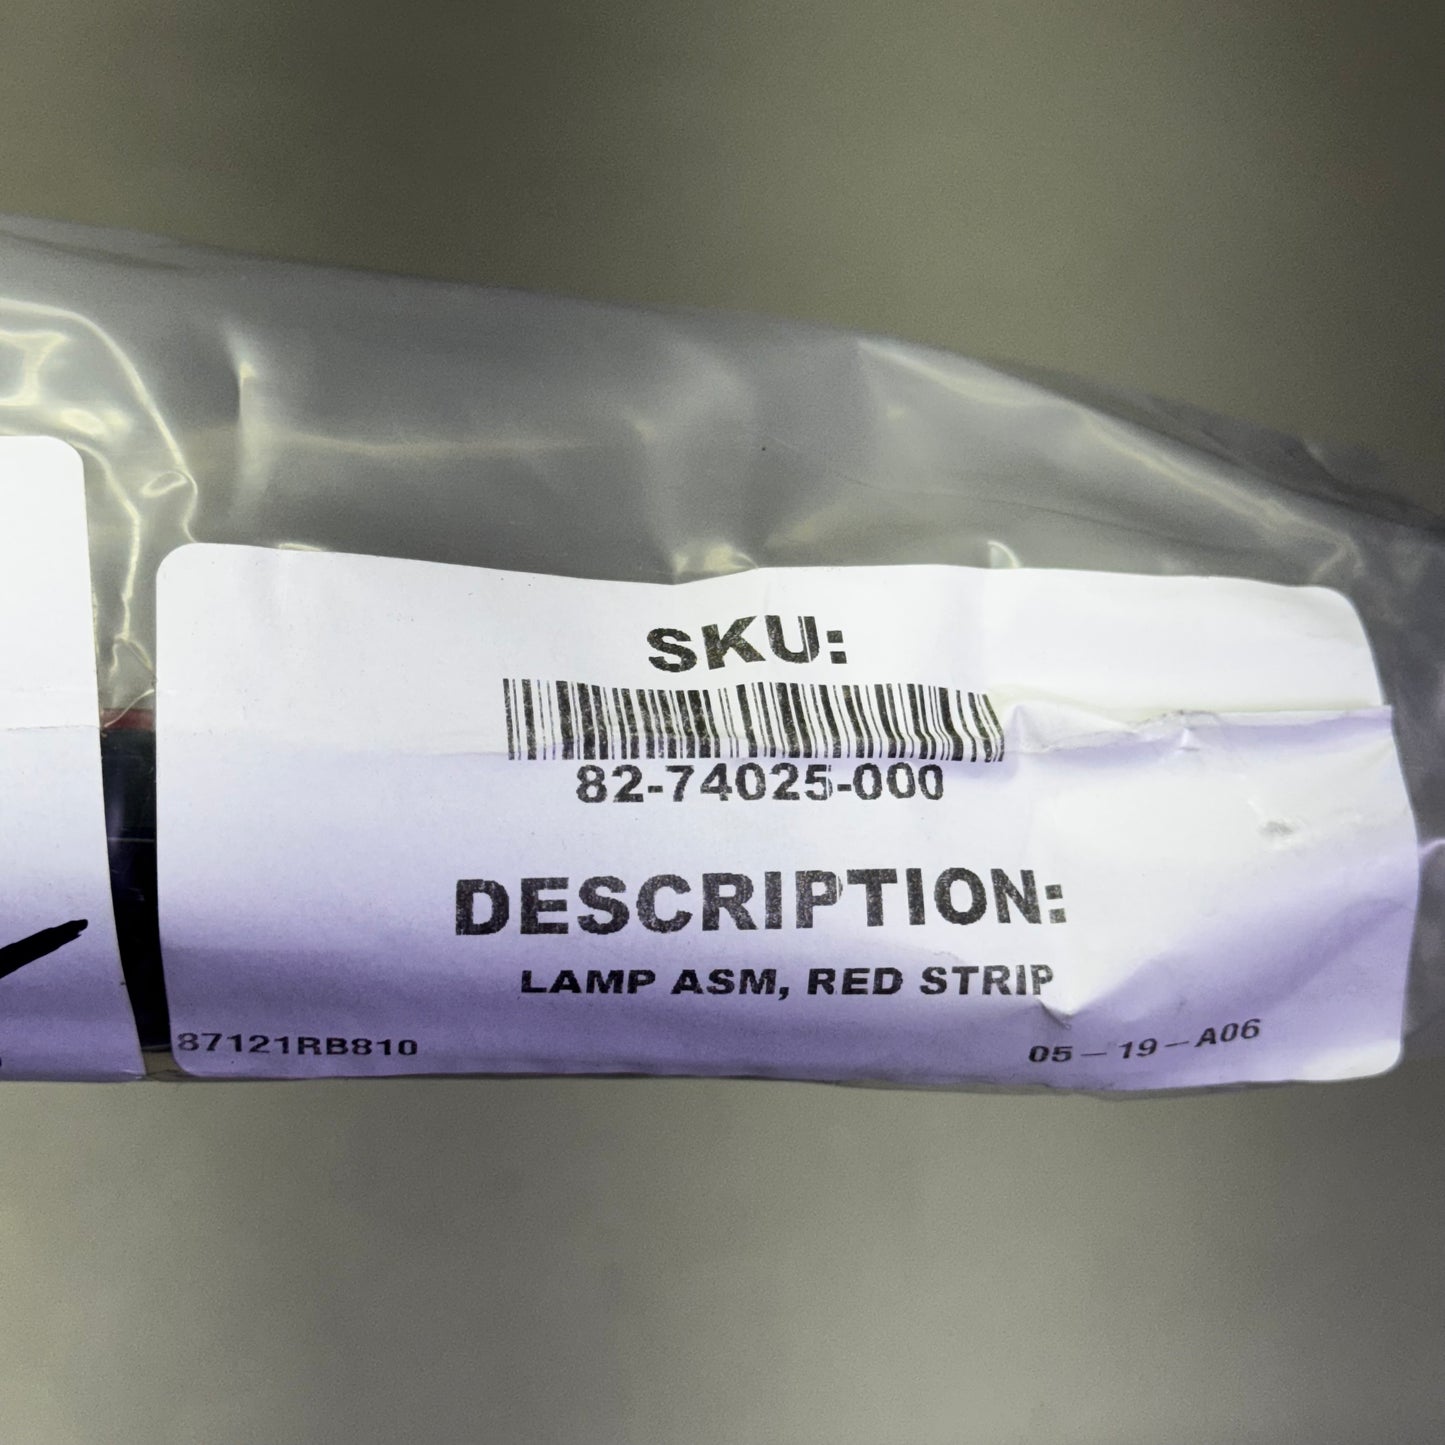 SKU:
82-74025-000
DESCRIPTION:
LAMP ASM, RED STRIP
87121RB810
05-19-A06